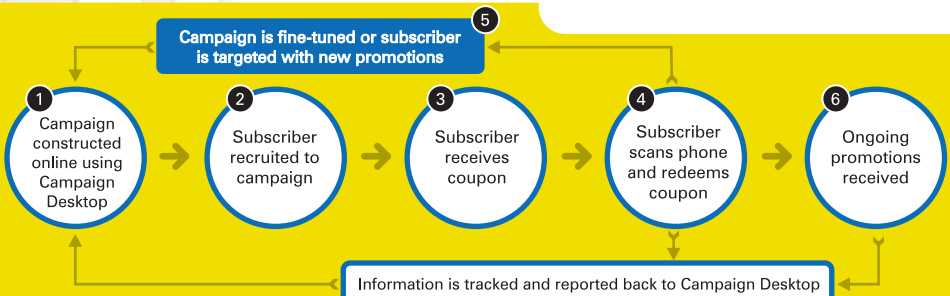 5
Campaign is fine-tuned or subscriber
is targeted with new promotions
1
Campaign
constructed
online using
Campaign
Desktop
2
Subscriber
recruited to
campaign
3
Subscriber
receives
coupon
4
Subscriber
scans phone
and redeems
coupon
6
Ongoing
promotions
received
Information is tracked and reported back to Campaign Desktop